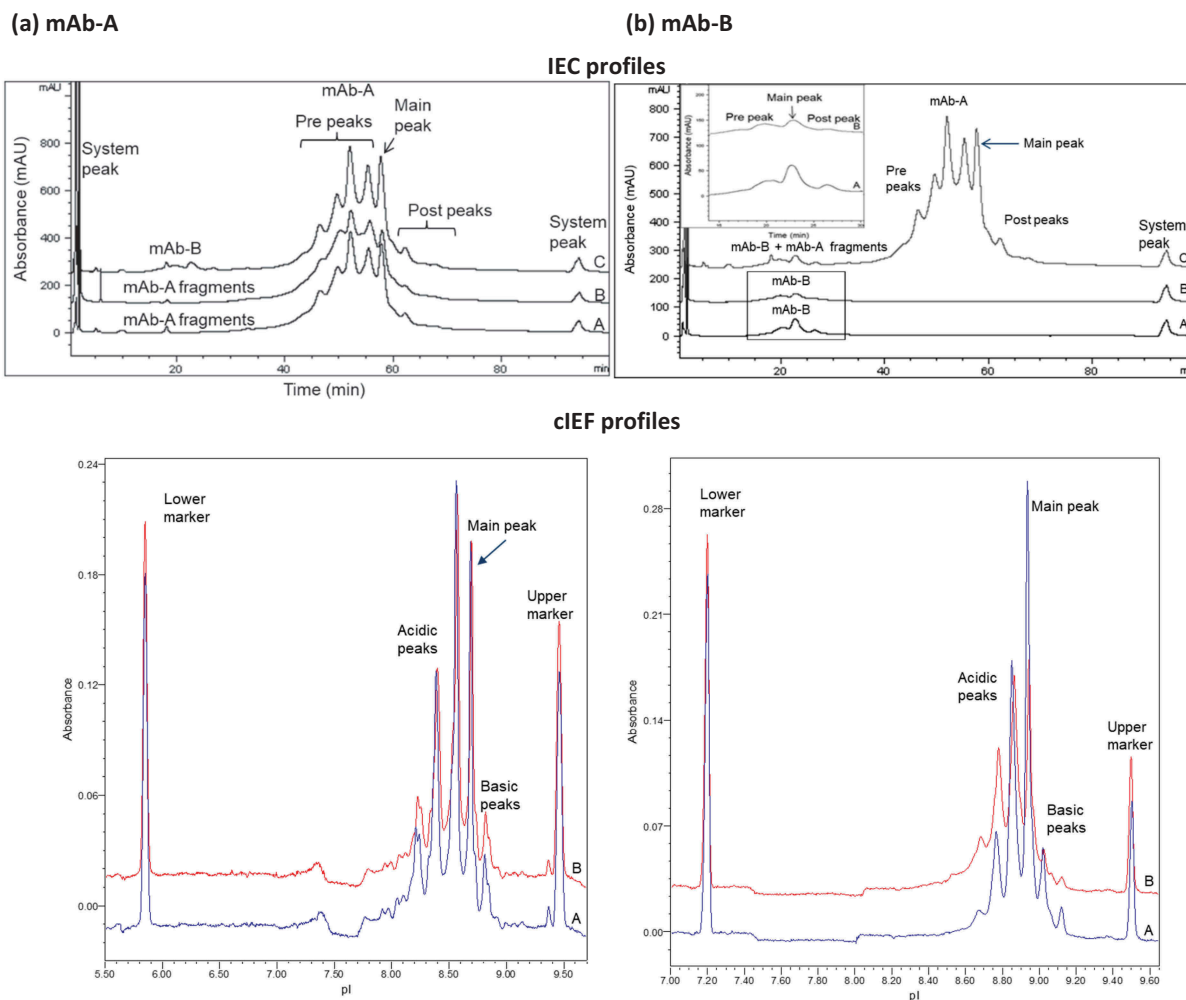 (a) mAb-A
(b) mAb-B
IEC profiles
mAU
800
600
400
200
0
Absorbance (mAU)
System
peak
mAb-A
Pre peaks
Main
peak
Post peaks
System
peak
mAb-B
C
mAb-A fragments
B
mAb-A fragments
A
20
40
60
80
min
Time (min)
mAU
800
700
600
500
400
300
200
100
0
Absorbance (mAU)
Main peak
Pre peak
Post peak
B
A
Absorbance (mAU)
Time (min)
mAb-A
Main peak
Pre
peaks
Post peaks
System
peak
mAb-B + mAb-A fragments
C
mAb-B
B
mAb-B
A
20
40
60
80
cIEF profiles
0.24
0.18
0.12
0.06
0.00
Absorbance
Lower
marker
Main peak
Acidic
peaks
Upper
marker
Basic
peaks
B
A
5.50
6.00
6.50
7.00
7.50
8.00
8.50
9.00
9.50
pI
0.28
0.21
0.14
0.07
0.00
Absorbance
Lower
marker
Main peak
Acidic
peaks
Upper
marker
Basic
peaks
B
A
7.00
7.20
7.40
7.60
7.80
8.00
8.20
8.40
8.60
8.80
9.00
9.20
9.40
9.60
pI